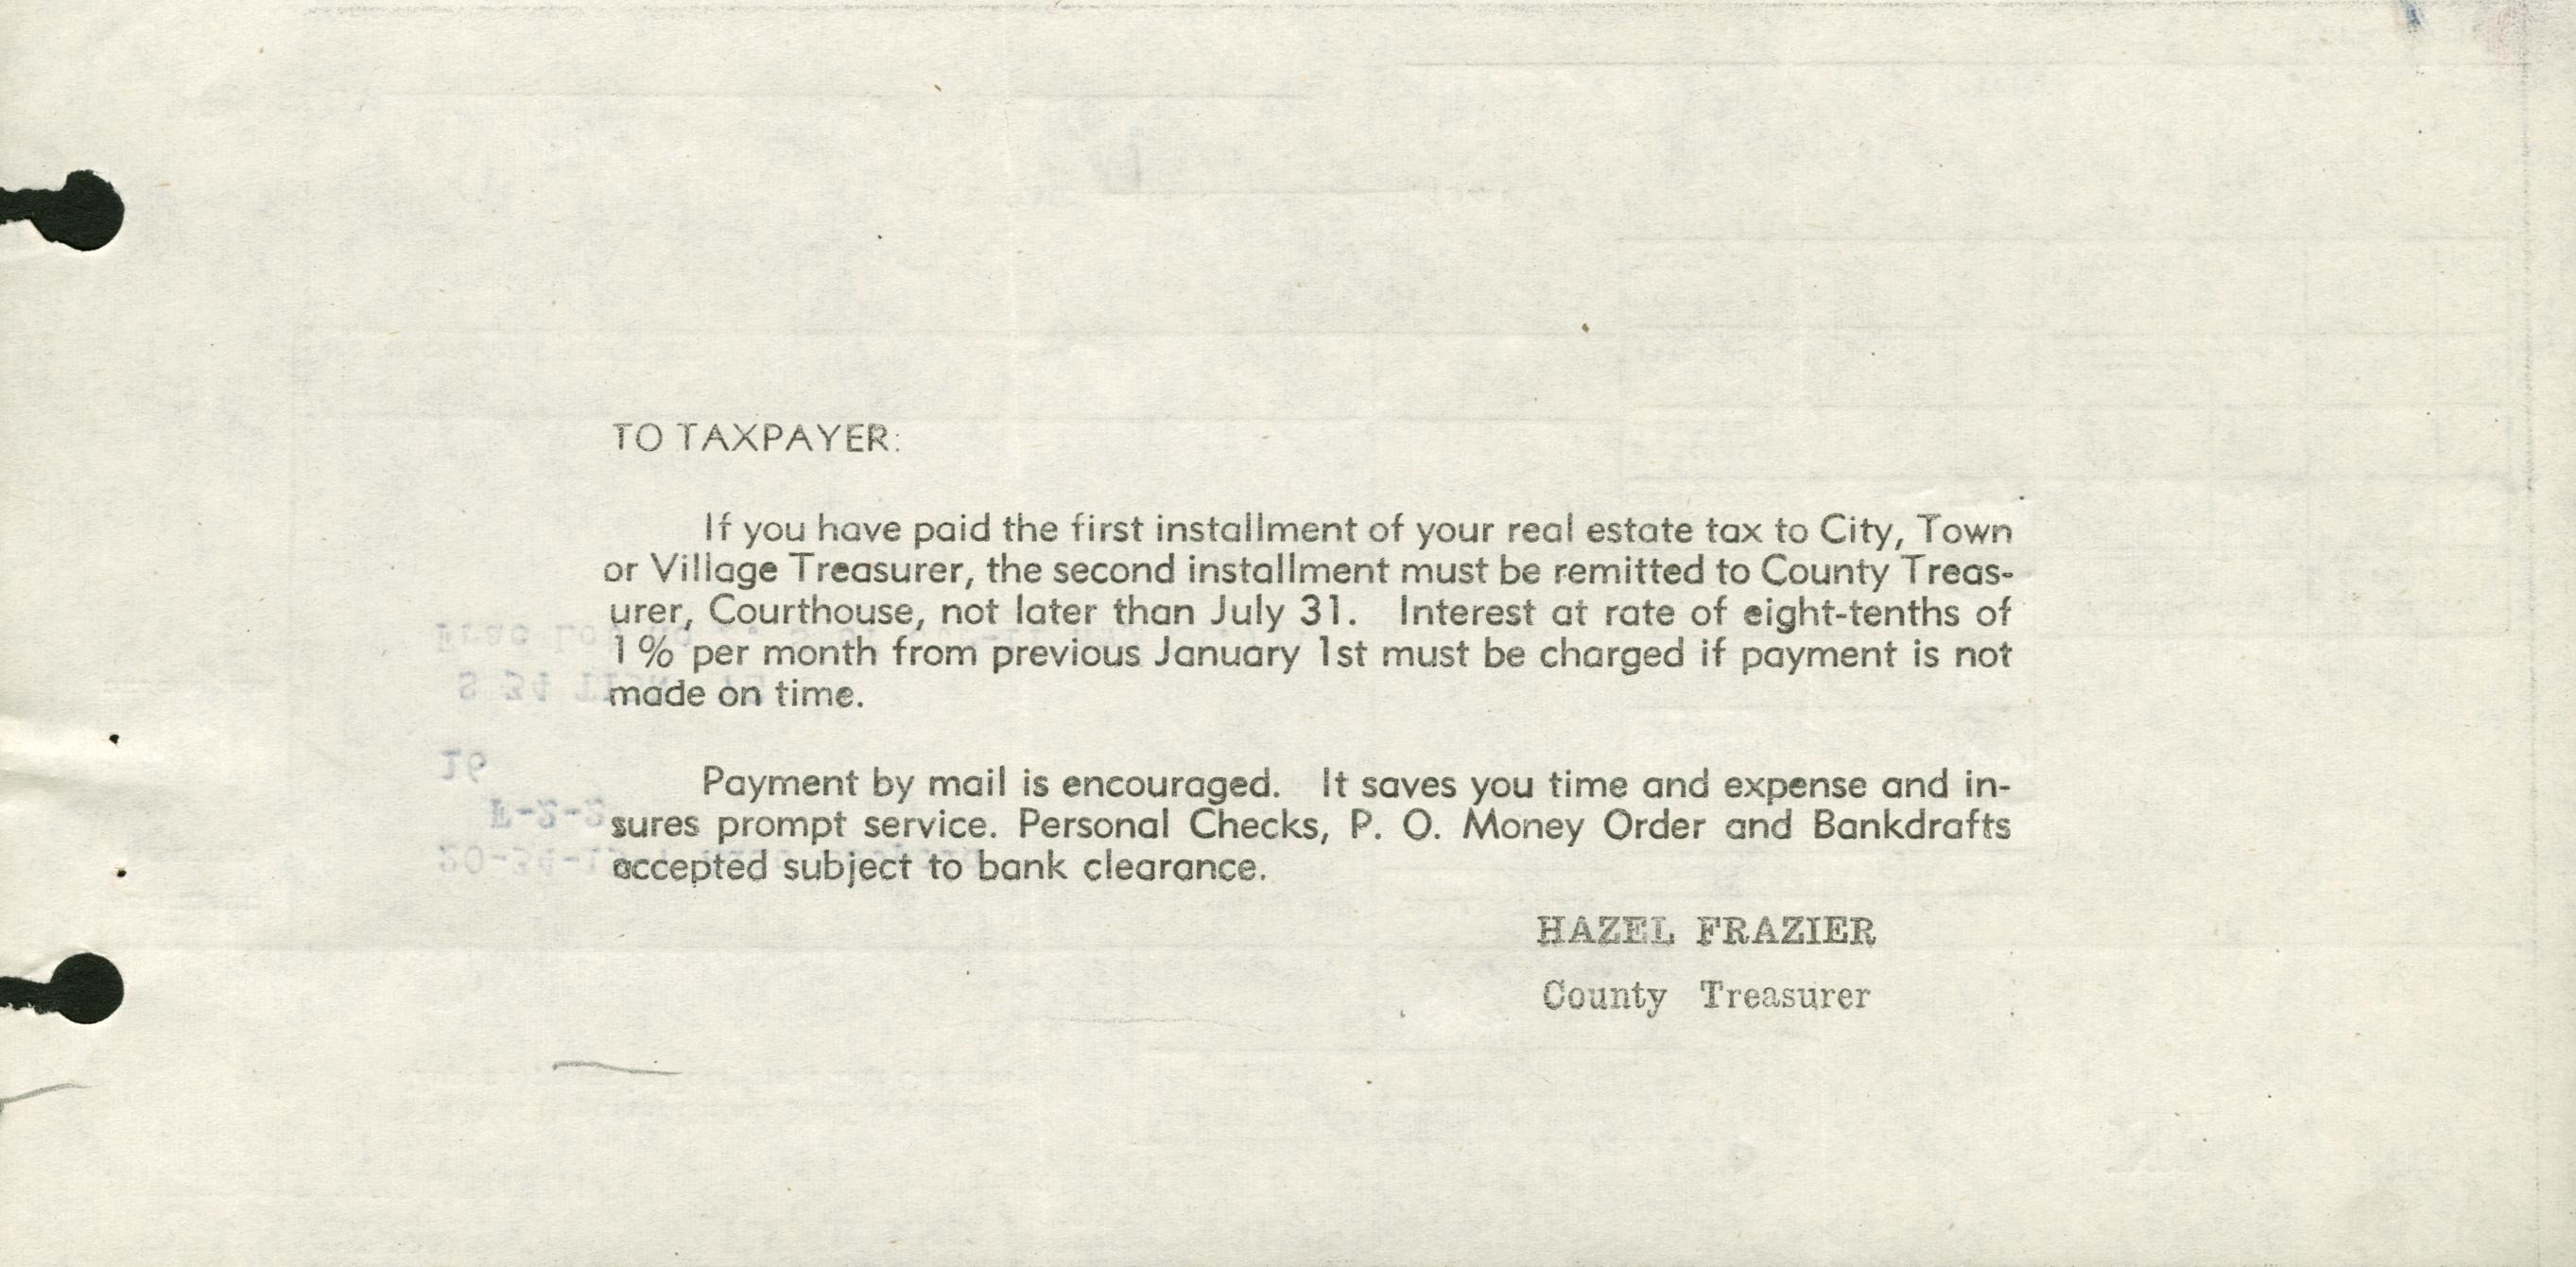 TO TAXPAYER:
If you have paid the first installment of your real estate tax to City, Town
or Village Treasurer, the second installment must be remitted to County Treas-
urer, Courthouse, not later than July 31. Interest at rate of eight-tenths of
1% per month from previous January 1st must be charged if payment is not
made on time.
Payment by mail is encouraged. It saves you time and expense and in-
sures prompt service. Personal Checks, P. O. Money Order and Bankdrafts
accepted subject to bank clearance.
HAZEL FRAZIER
County Treasurer
16
F-2-2